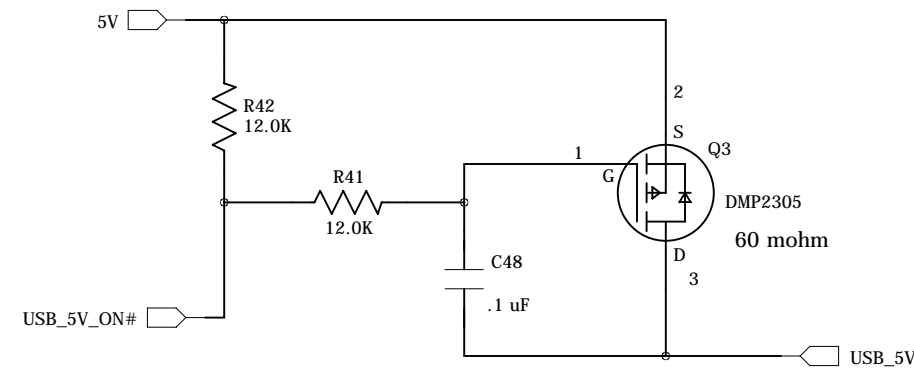 5V
R42
12.0K
2
S
Q3
1
G
R41
12.0K
DMP2305
60 mohm
D
3
C48
.1 uF
USB_5V_ON#
USB_5V